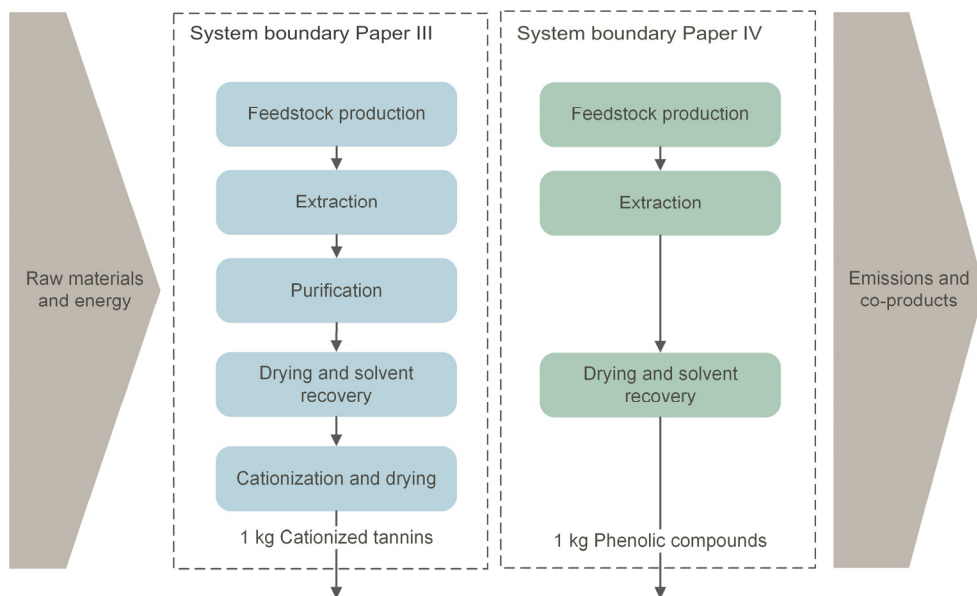 System boundary Paper III
Feedstock production
Extraction
Purification
Drying and solvent
recovery
Cationization and drying
1 kg Cationized tannins
System boundary Paper IV
Feedstock production
Extraction
Drying and solvent
recovery
1 kg Phenolic compounds
Raw materials
and energy
Emissions and
co-products